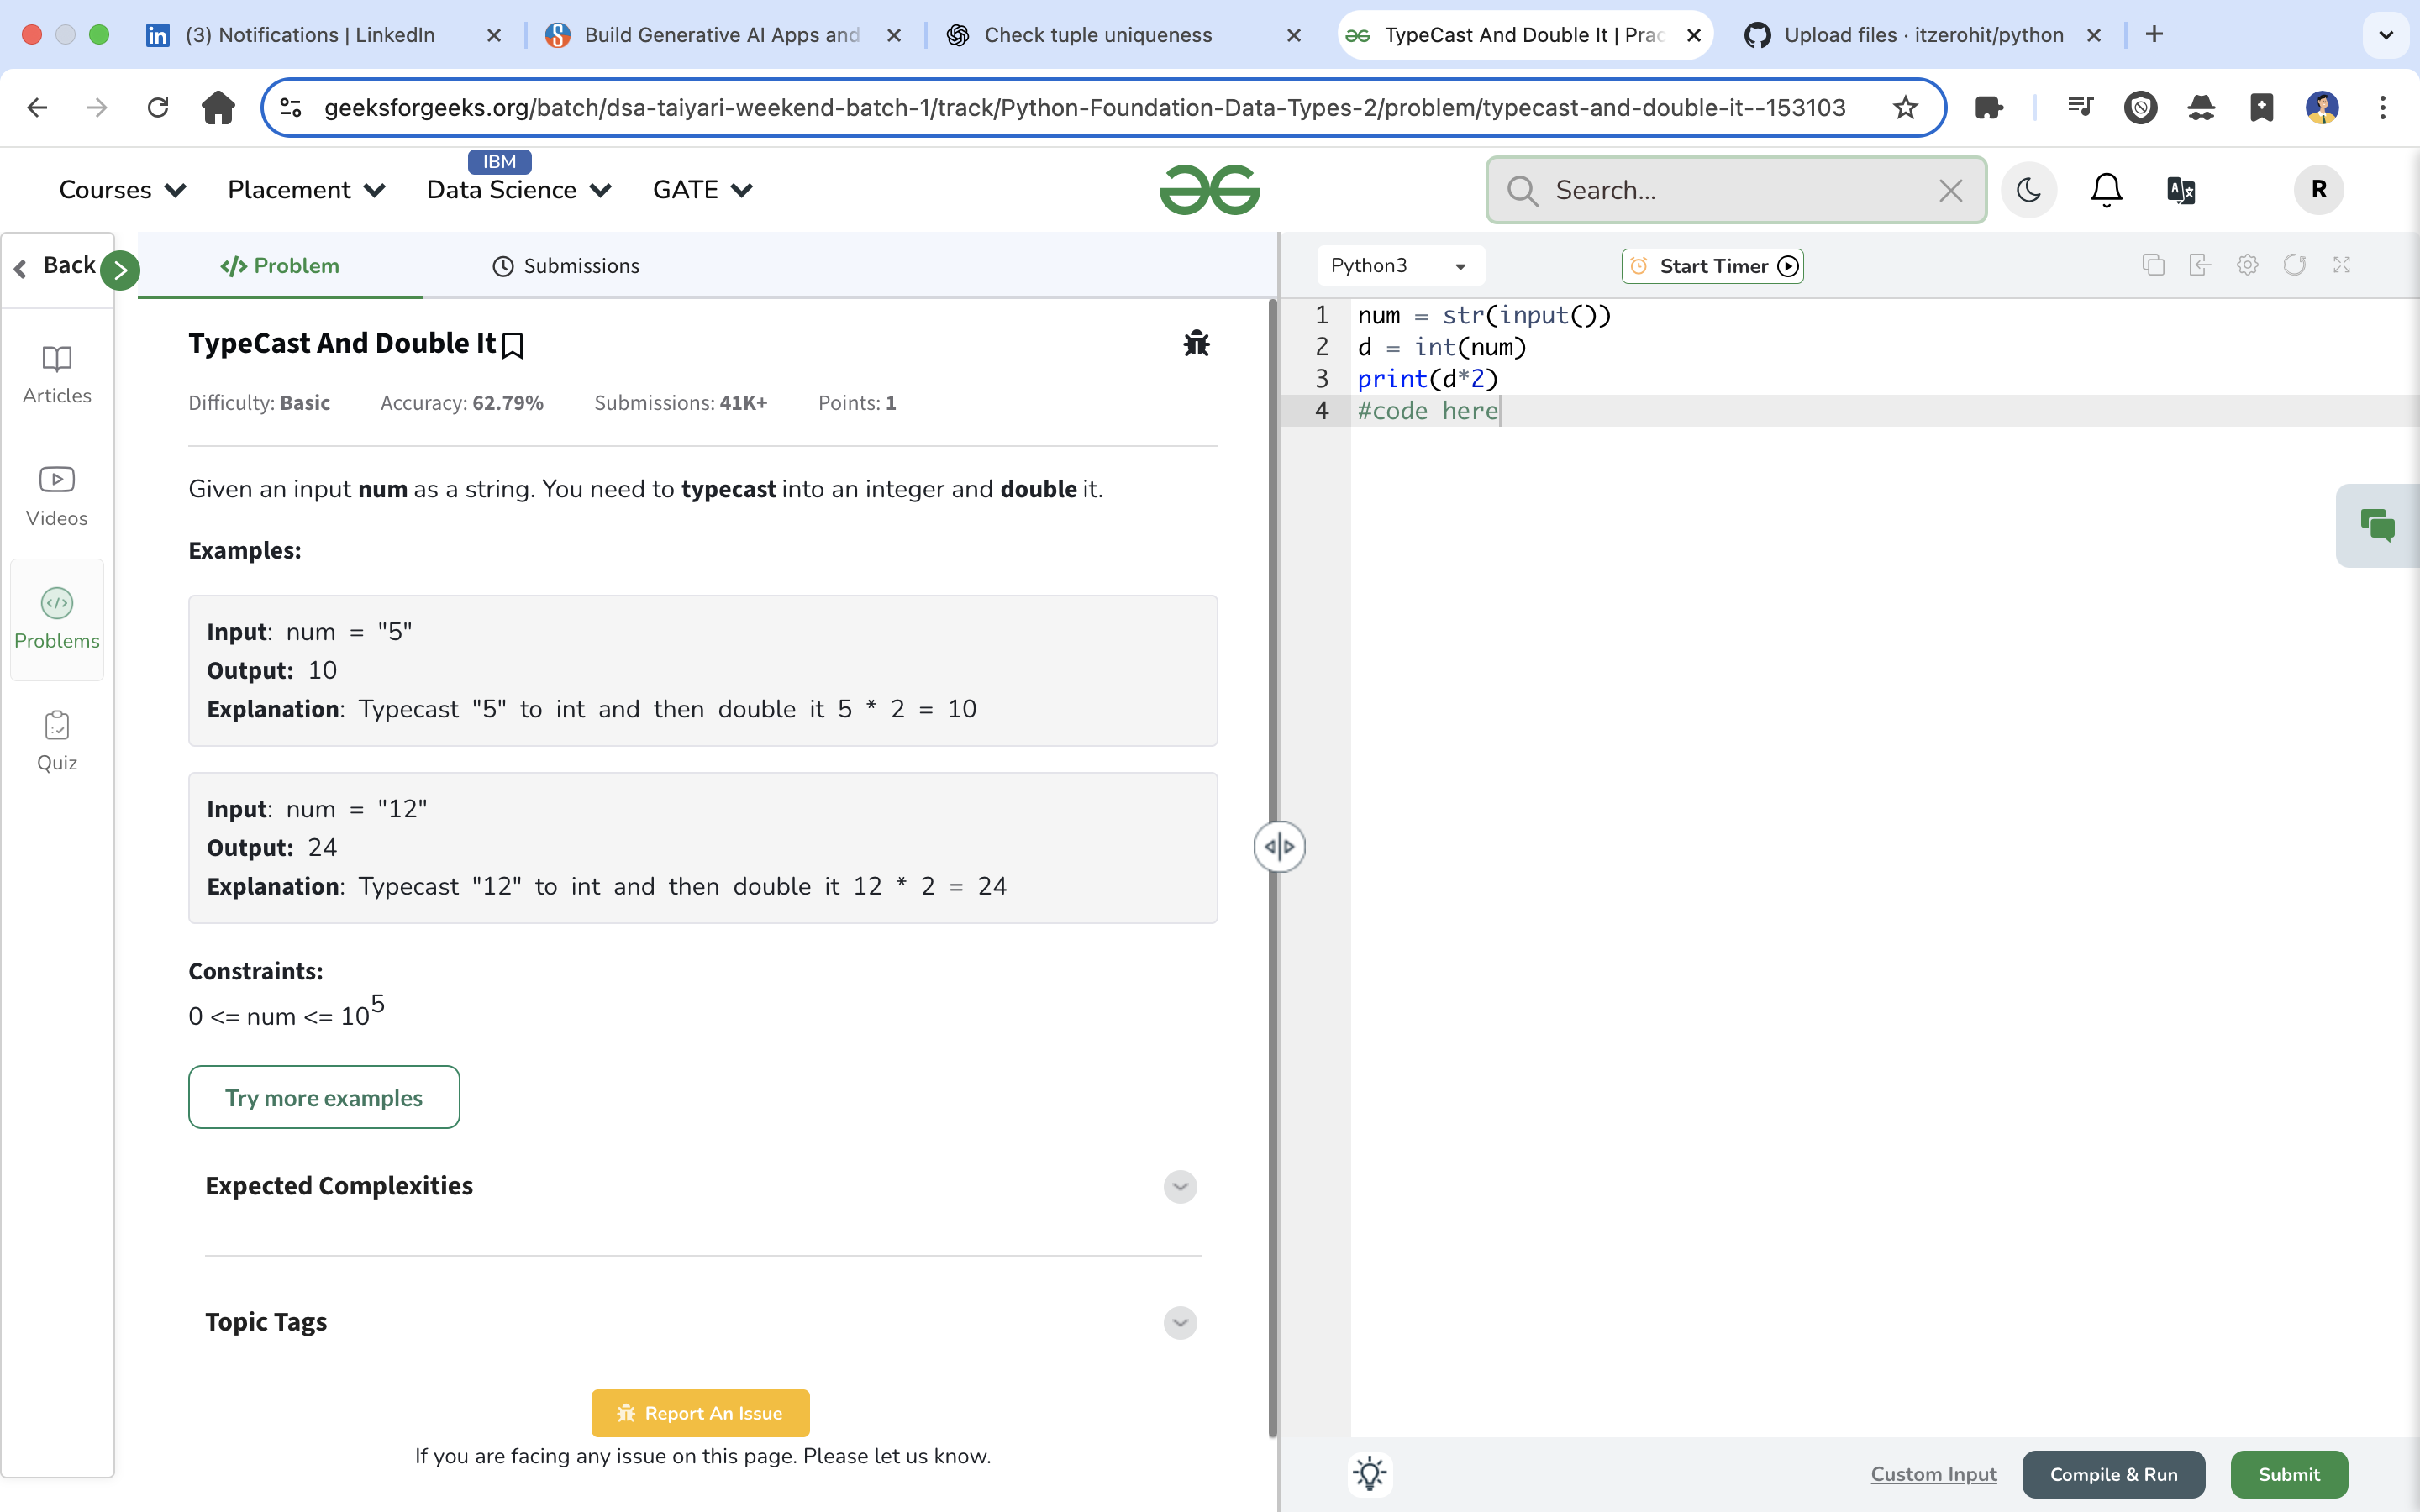 (3) Notifications | LinkedIn
Build Generative AI Apps and
Check tuple uniqueness
TypeCast And Double It | Prac
Upload files · itzerohit/python
geeksforgeeks.org/batch/dsa-taiyari-weekend-batch-1/track/Python-Foundation-Data-Types-2/problem/typecast-and-double-it--153103
IBM
Courses
Placement
Data Science
GATE
Search...
R
Back
Articles
Videos
Problems
Quiz
</> Problem
Submissions
TypeCast And Double It
Difficulty: Basic Accuracy: 62.79% Submissions: 41K+ Points: 1
Given an input num as a string. You need to typecast into an integer and double it.
Examples:
Input: num = "5"
Output: 10
Explanation: Typecast "5" to int and then double it 5 * 2 = 10
Input: num = "12"
Output: 24
Explanation: Typecast "12" to int and then double it 12 * 2 = 24
Constraints:
0 <= num <= 10^5
Try more examples
Expected Complexities
Topic Tags
Report An Issue
If you are facing any issue on this page. Please let us know.
Python3
Start Timer
1 num = str(input())
2 d = int(num)
3 print(d*2)
4 #code here
Custom Input
Compile & Run
Submit